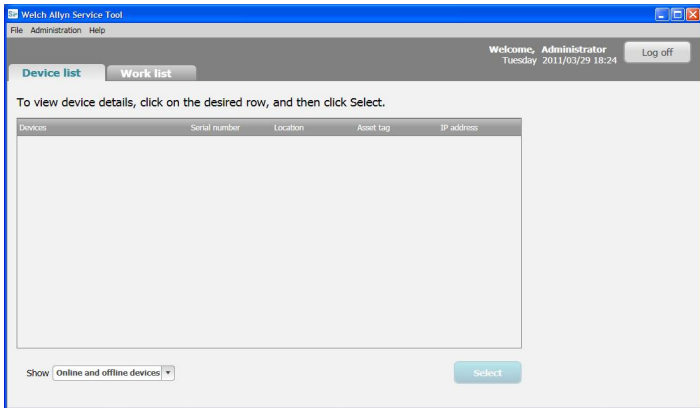 Welch Allyn Service Tool
File Administration Help
Welcome, Administrator
Tuesday 2011/03/29 18:24
Log off
Device list Work list
To view device details, click on the desired row, and then click Select.
Devices Serial number Location Asset tag IP address
Show Online and offline devices Select